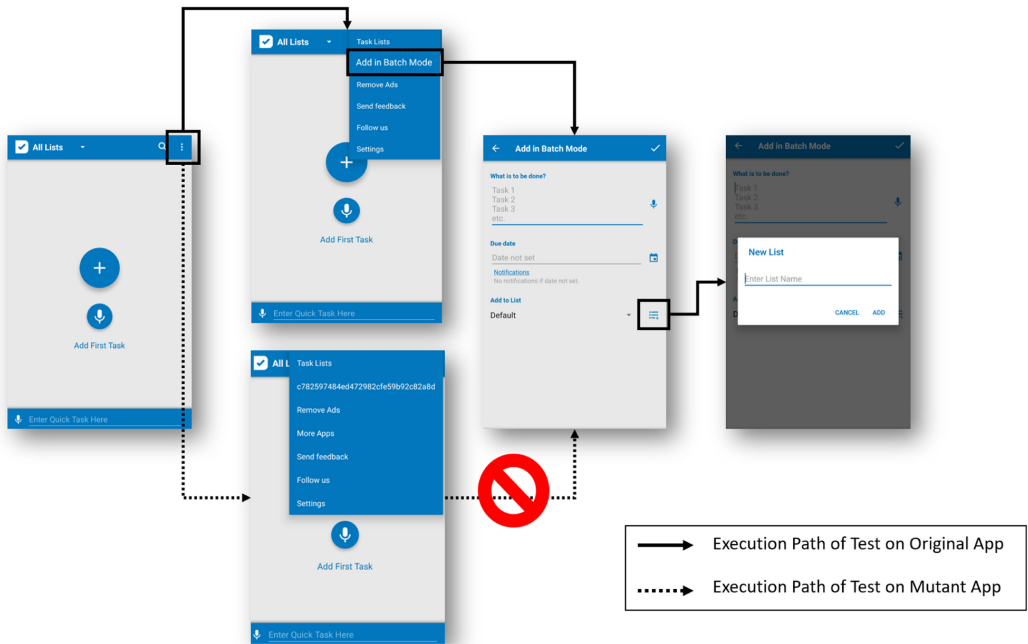 All Lists
Task Lists
Add in Batch Mode
Remove Ads
Send feedback
Follow us
Settings
Add First Task
Enter Quick Task Here
All Lists
Add First Task
Enter Quick Task Here
All L
Task Lists
c782597484ed472982cfe59b92c82a8d
Remove Ads
More Apps
Send feedback
Follow us
Settings
Add First Task
Enter Quick Task Here
Add in Batch Mode
What is to be done?
Task 1
Task 2
Task 3
etc.
Due date
Date not set
Notifications
No notifications if date not set.
Add to List
Default
Add in Batch Mode
What is to be done?
Task 1
Task 2
Task 3
etc.
D
New List
Enter List Name
A
D
CANCEL ADD
Execution Path of Test on Original App
Execution Path of Test on Mutant App